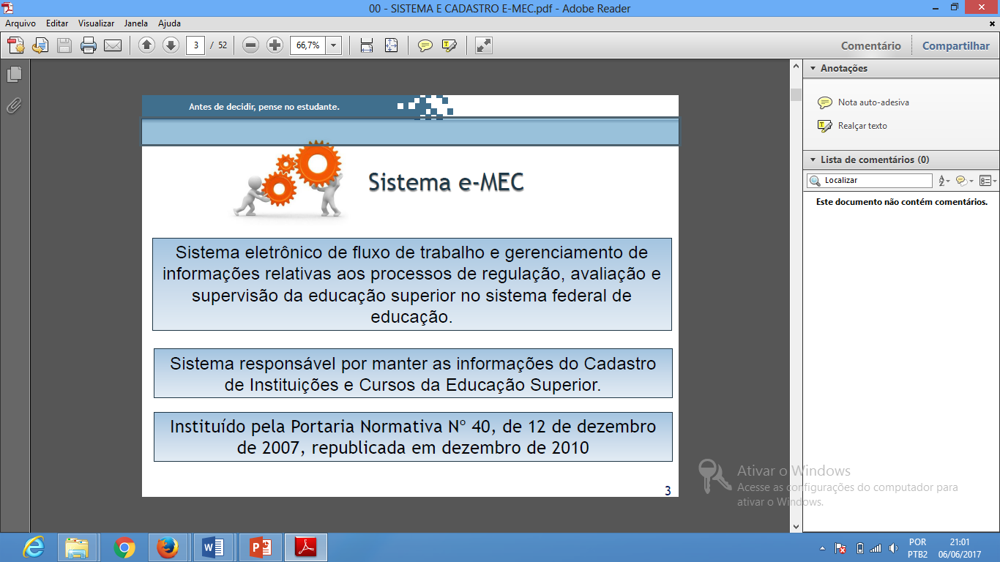 00 - SISTEMA E CADASTRO E-MEC.pdf - Adobe Reader
Arquivo Editar Visualizar Janela Ajuda
3 / 52 66,7% Comentário Compartilhar
Anotações
Nota auto-adesiva
Realçar texto
Lista de comentários (0)
Localizar
Este documento não contém comentários.
Antes de decidir, pense no estudante.
Sistema e-MEC
Sistema eletrônico de fluxo de trabalho e gerenciamento de
informações relativas aos processos de regulação, avaliação e
supervisão da educação superior no sistema federal de
educação.
Sistema responsável por manter as informações do Cadastro
de Instituições e Cursos da Educação Superior.
Instituído pela Portaria Normativa N° 40, de 12 de dezembro
de 2007, republicada em dezembro de 2010
3
Ativar o Windows
Acesse as configurações do computador para
ativar o Windows.
POR 21:01
PTB2 06/06/2017